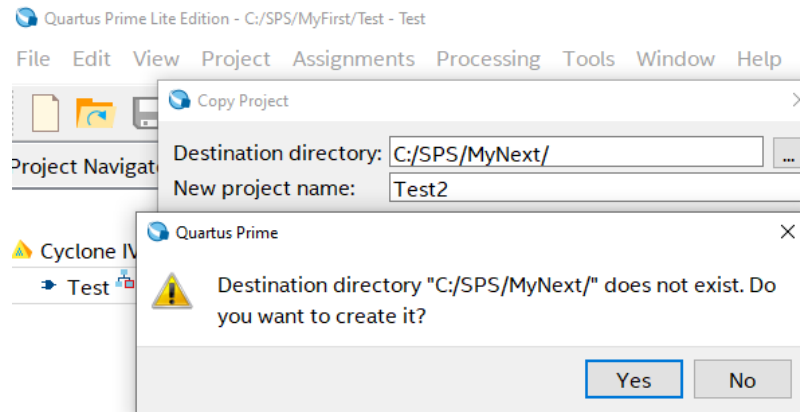 Quartus Prime Lite Edition - C:/SPS/MyFirst/Test - Test
File Edit View Project Assignments Processing Tools Window Help
Copy Project
Destination directory: C:/SPS/MyNext/ ...
Project Navigat
New project name: Test2
Quartus Prime
Cyclone IV
Test
Destination directory "C:/SPS/MyNext/" does not exist. Do
you want to create it?
Yes No